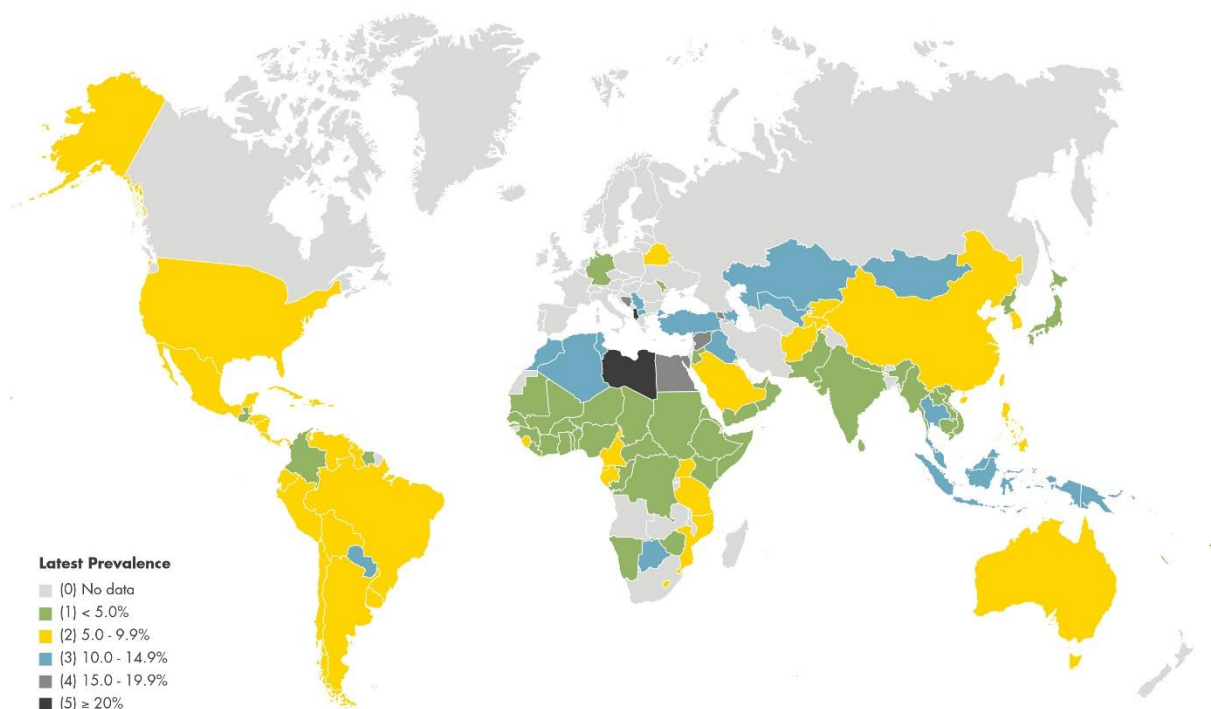 Latest Prevalence
(0) No data
(1) < 5.0%
(2) 5.0 - 9.9%
(3) 10.0 - 14.9%
(4) 15.0 - 19.9%
(5) ≥ 20%